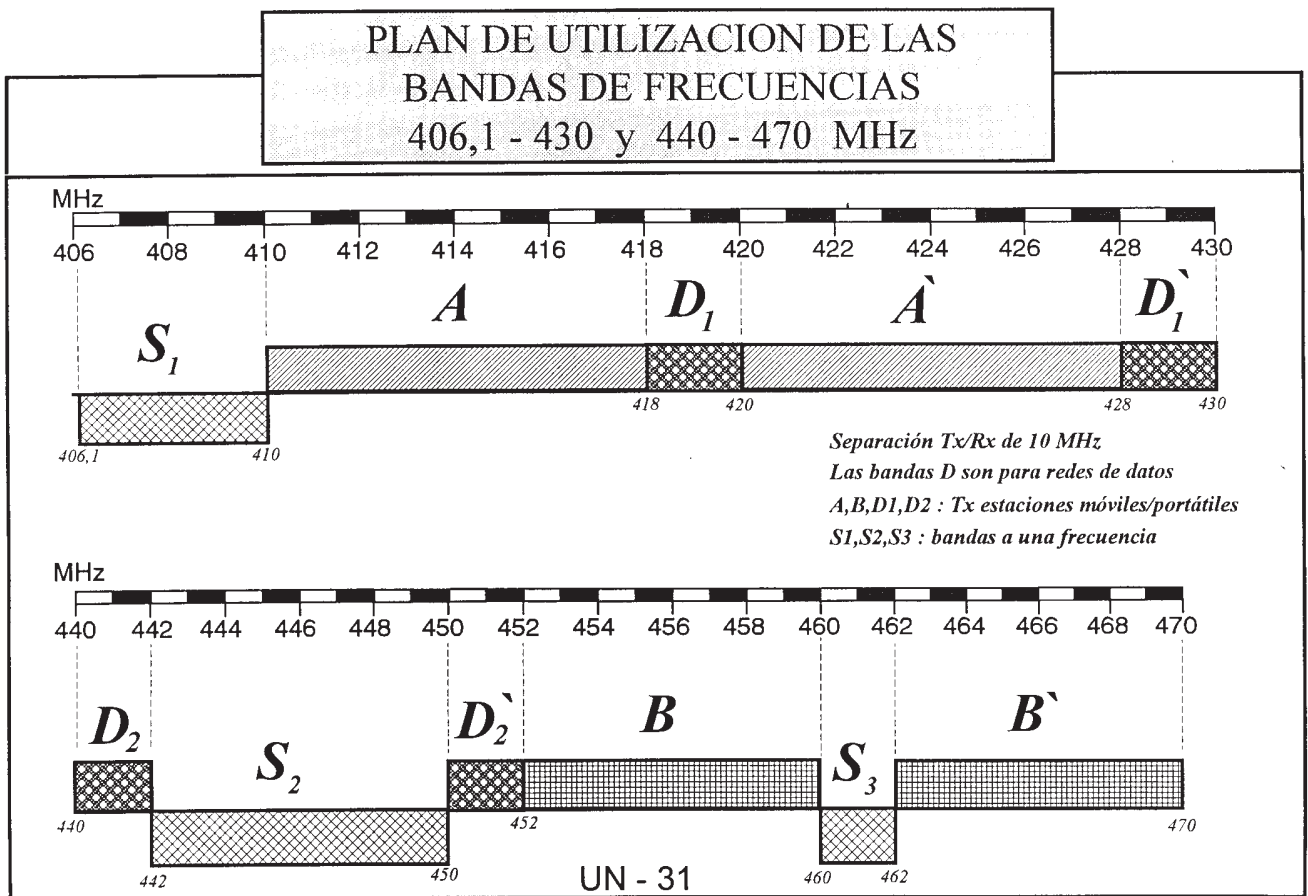 PLAN DE UTILIZACION DE LAS
BANDAS DE FRECUENCIAS
406,1 - 430 y 440 - 470 MHz
MHz
406 408 410 412 414 416 418 420 422 424 426 428 430
S1 A D1 A` D1`
418 420 428 430
406,1 410
Separación Tx/Rx de 10 MHz
Las bandas D son para redes de datos
A,B,D1,D2 : Tx estaciones móviles/portátiles
S1,S2,S3 : bandas a una frecuencia
MHz
440 442 444 446 448 450 452 454 456 458 460 462 464 466 468 470
D2 S2 D2` B S3 B`
440 452 470
442 450 460 462
UN - 31